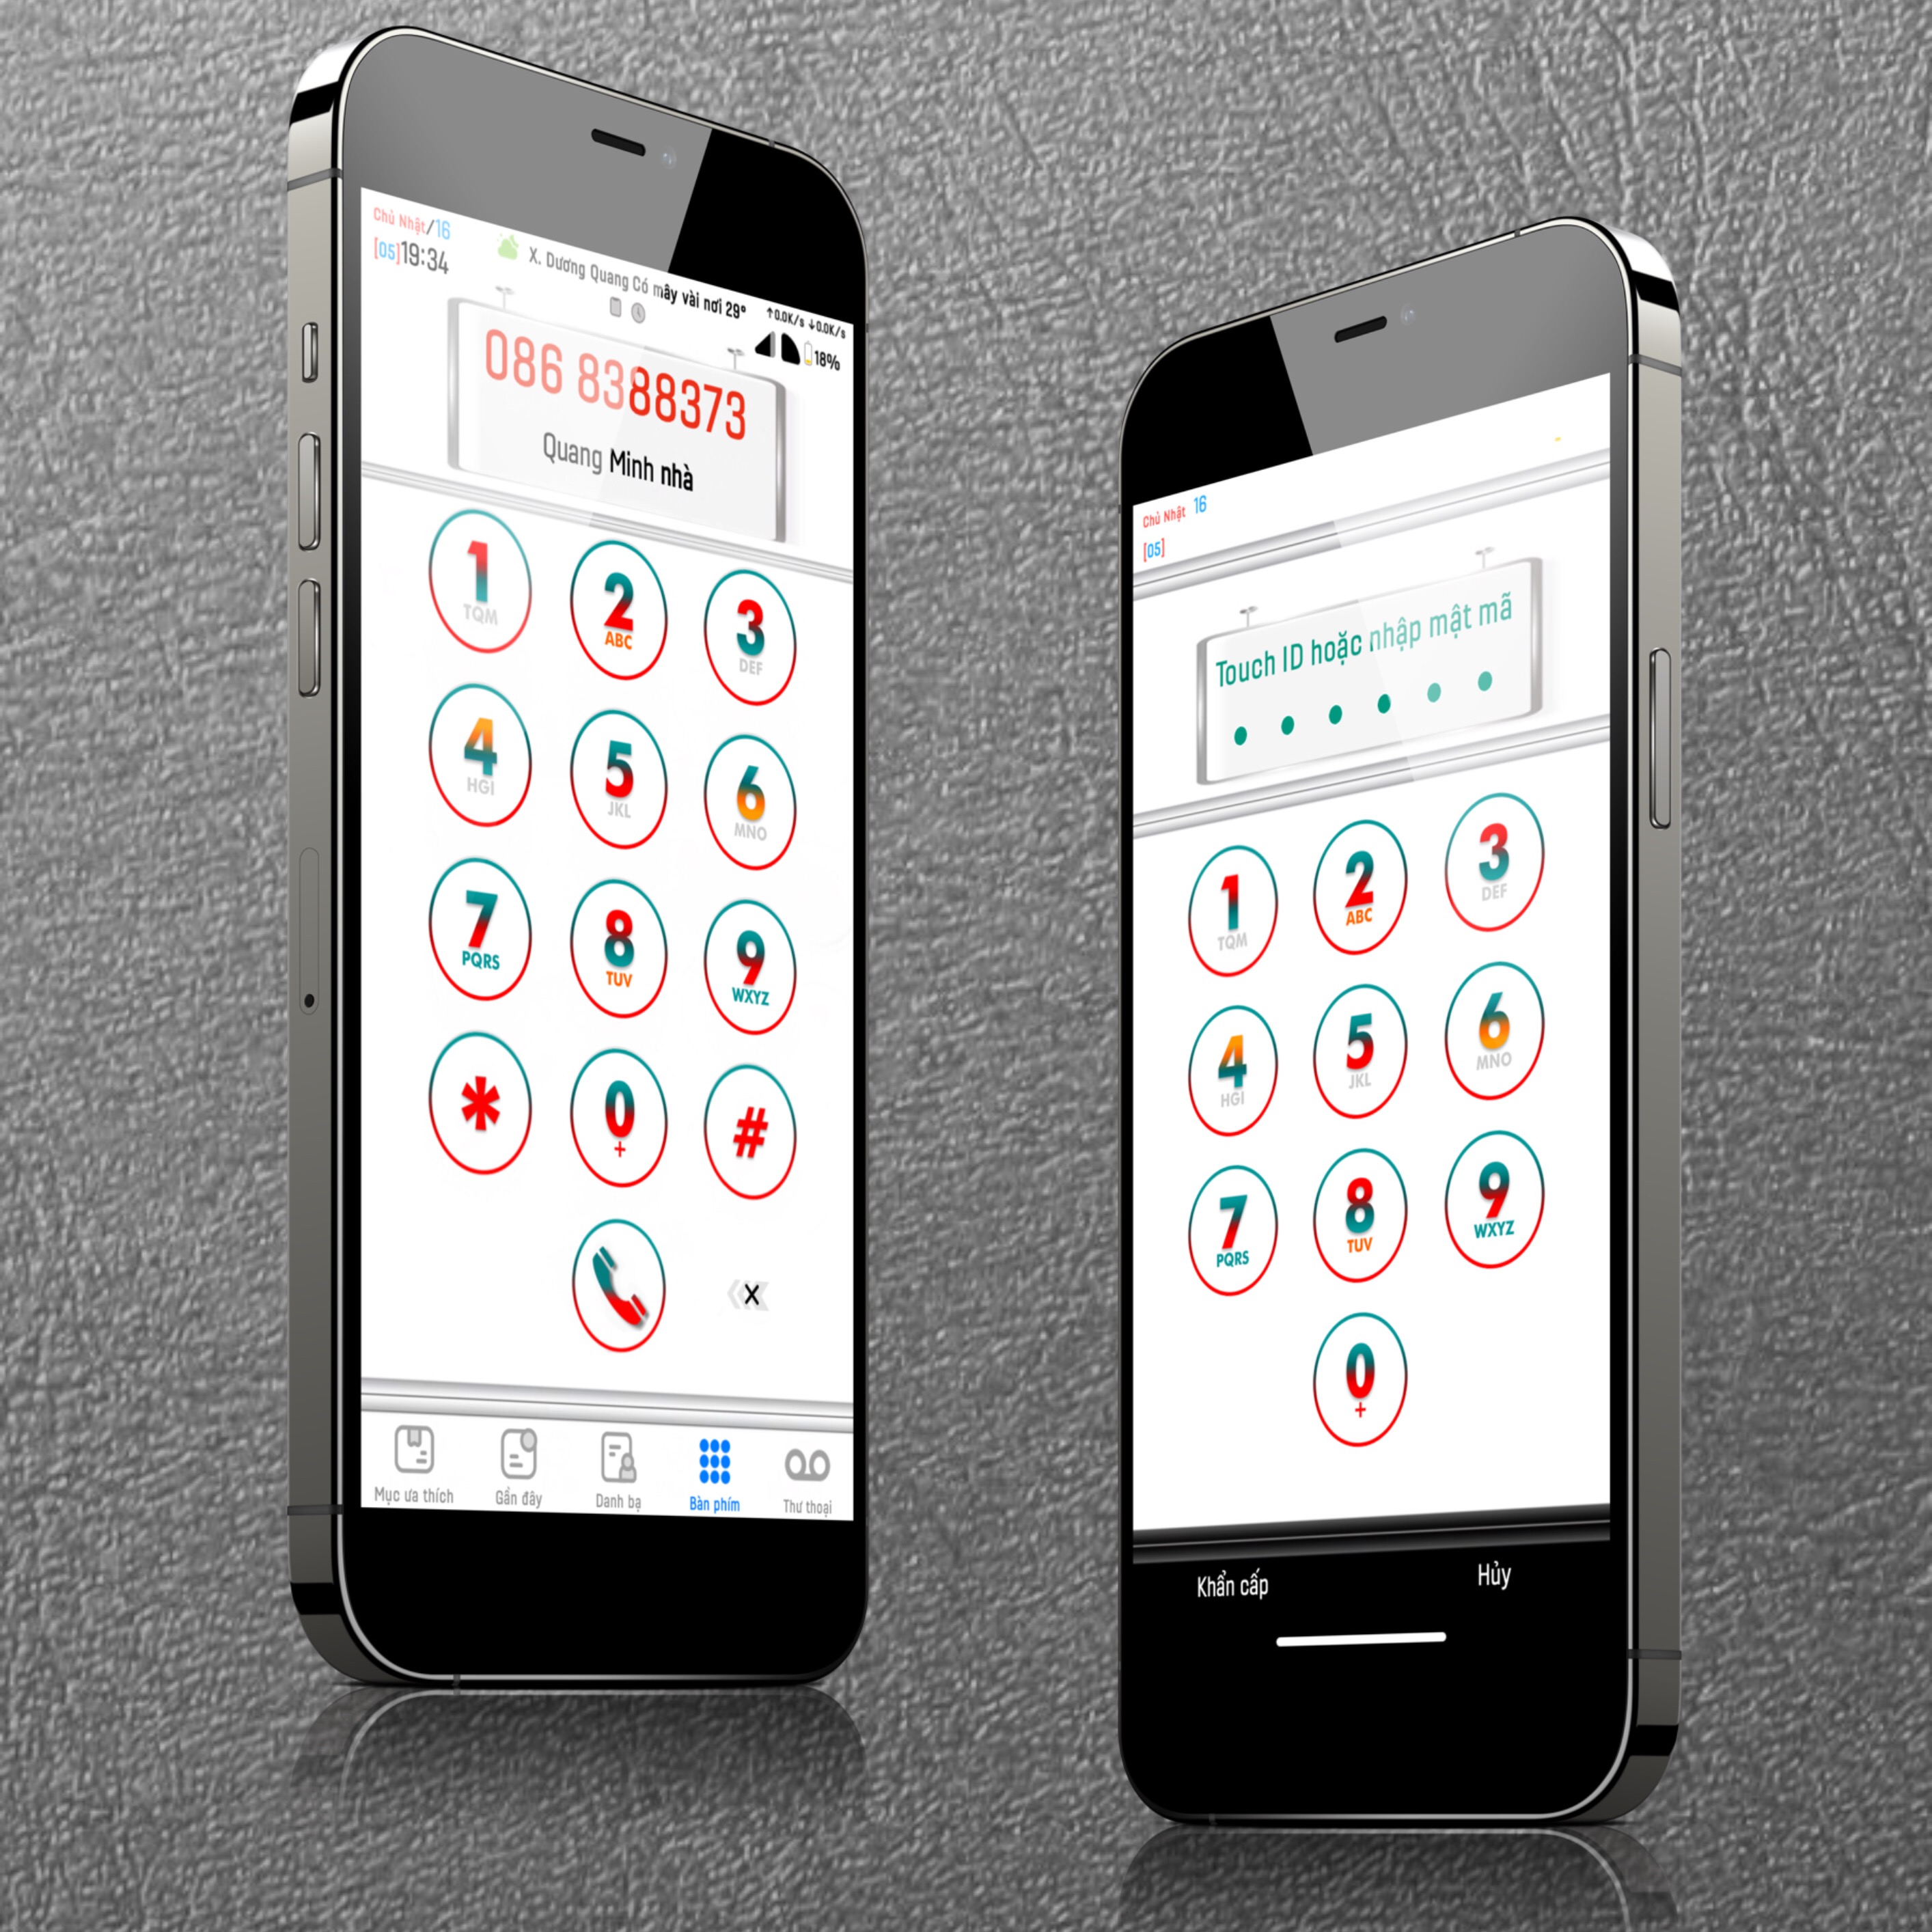 Chủ Nhật/16
[05]19:34
X. Dương Quang Có mây vài nơi 29°
↑0.0K/s ↓0.0K/s
18%
086 8388373
Quang Minh nhà
1
TQM
2
ABC
3
DEF
4
HGI
5
JKL
6
MNO
7
PQRS
8
TUV
9
WXYZ
*
0
+
#
Mục ưa thích
Gần đây
Danh bạ
Bàn phím
Thư thoại
Chủ Nhật 16
[05]
Touch ID hoặc nhập mật mã
1
TQM
2
ABC
3
DEF
4
HGI
5
JKL
6
MNO
7
PQRS
8
TUV
9
WXYZ
0
+
Khẩn cấp
Hủy